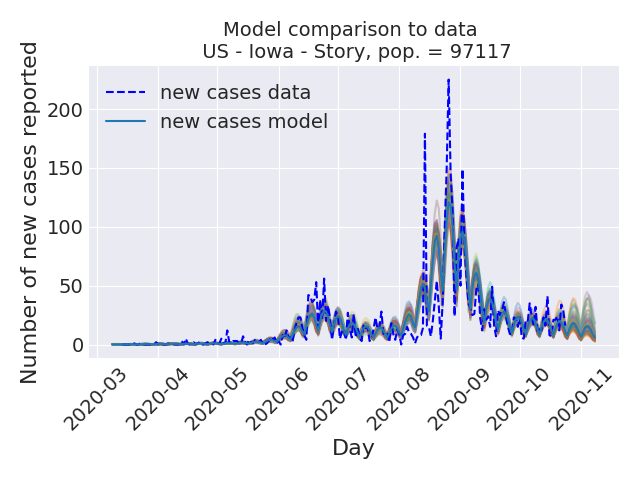 Model comparison to data
US - Iowa - Story, pop. = 97117
Number of new cases reported
200
150
100
50
0
new cases data
new cases model
2020-03
2020-04
2020-05
2020-06
2020-07
2020-08
2020-09
2020-10
2020-11
Day